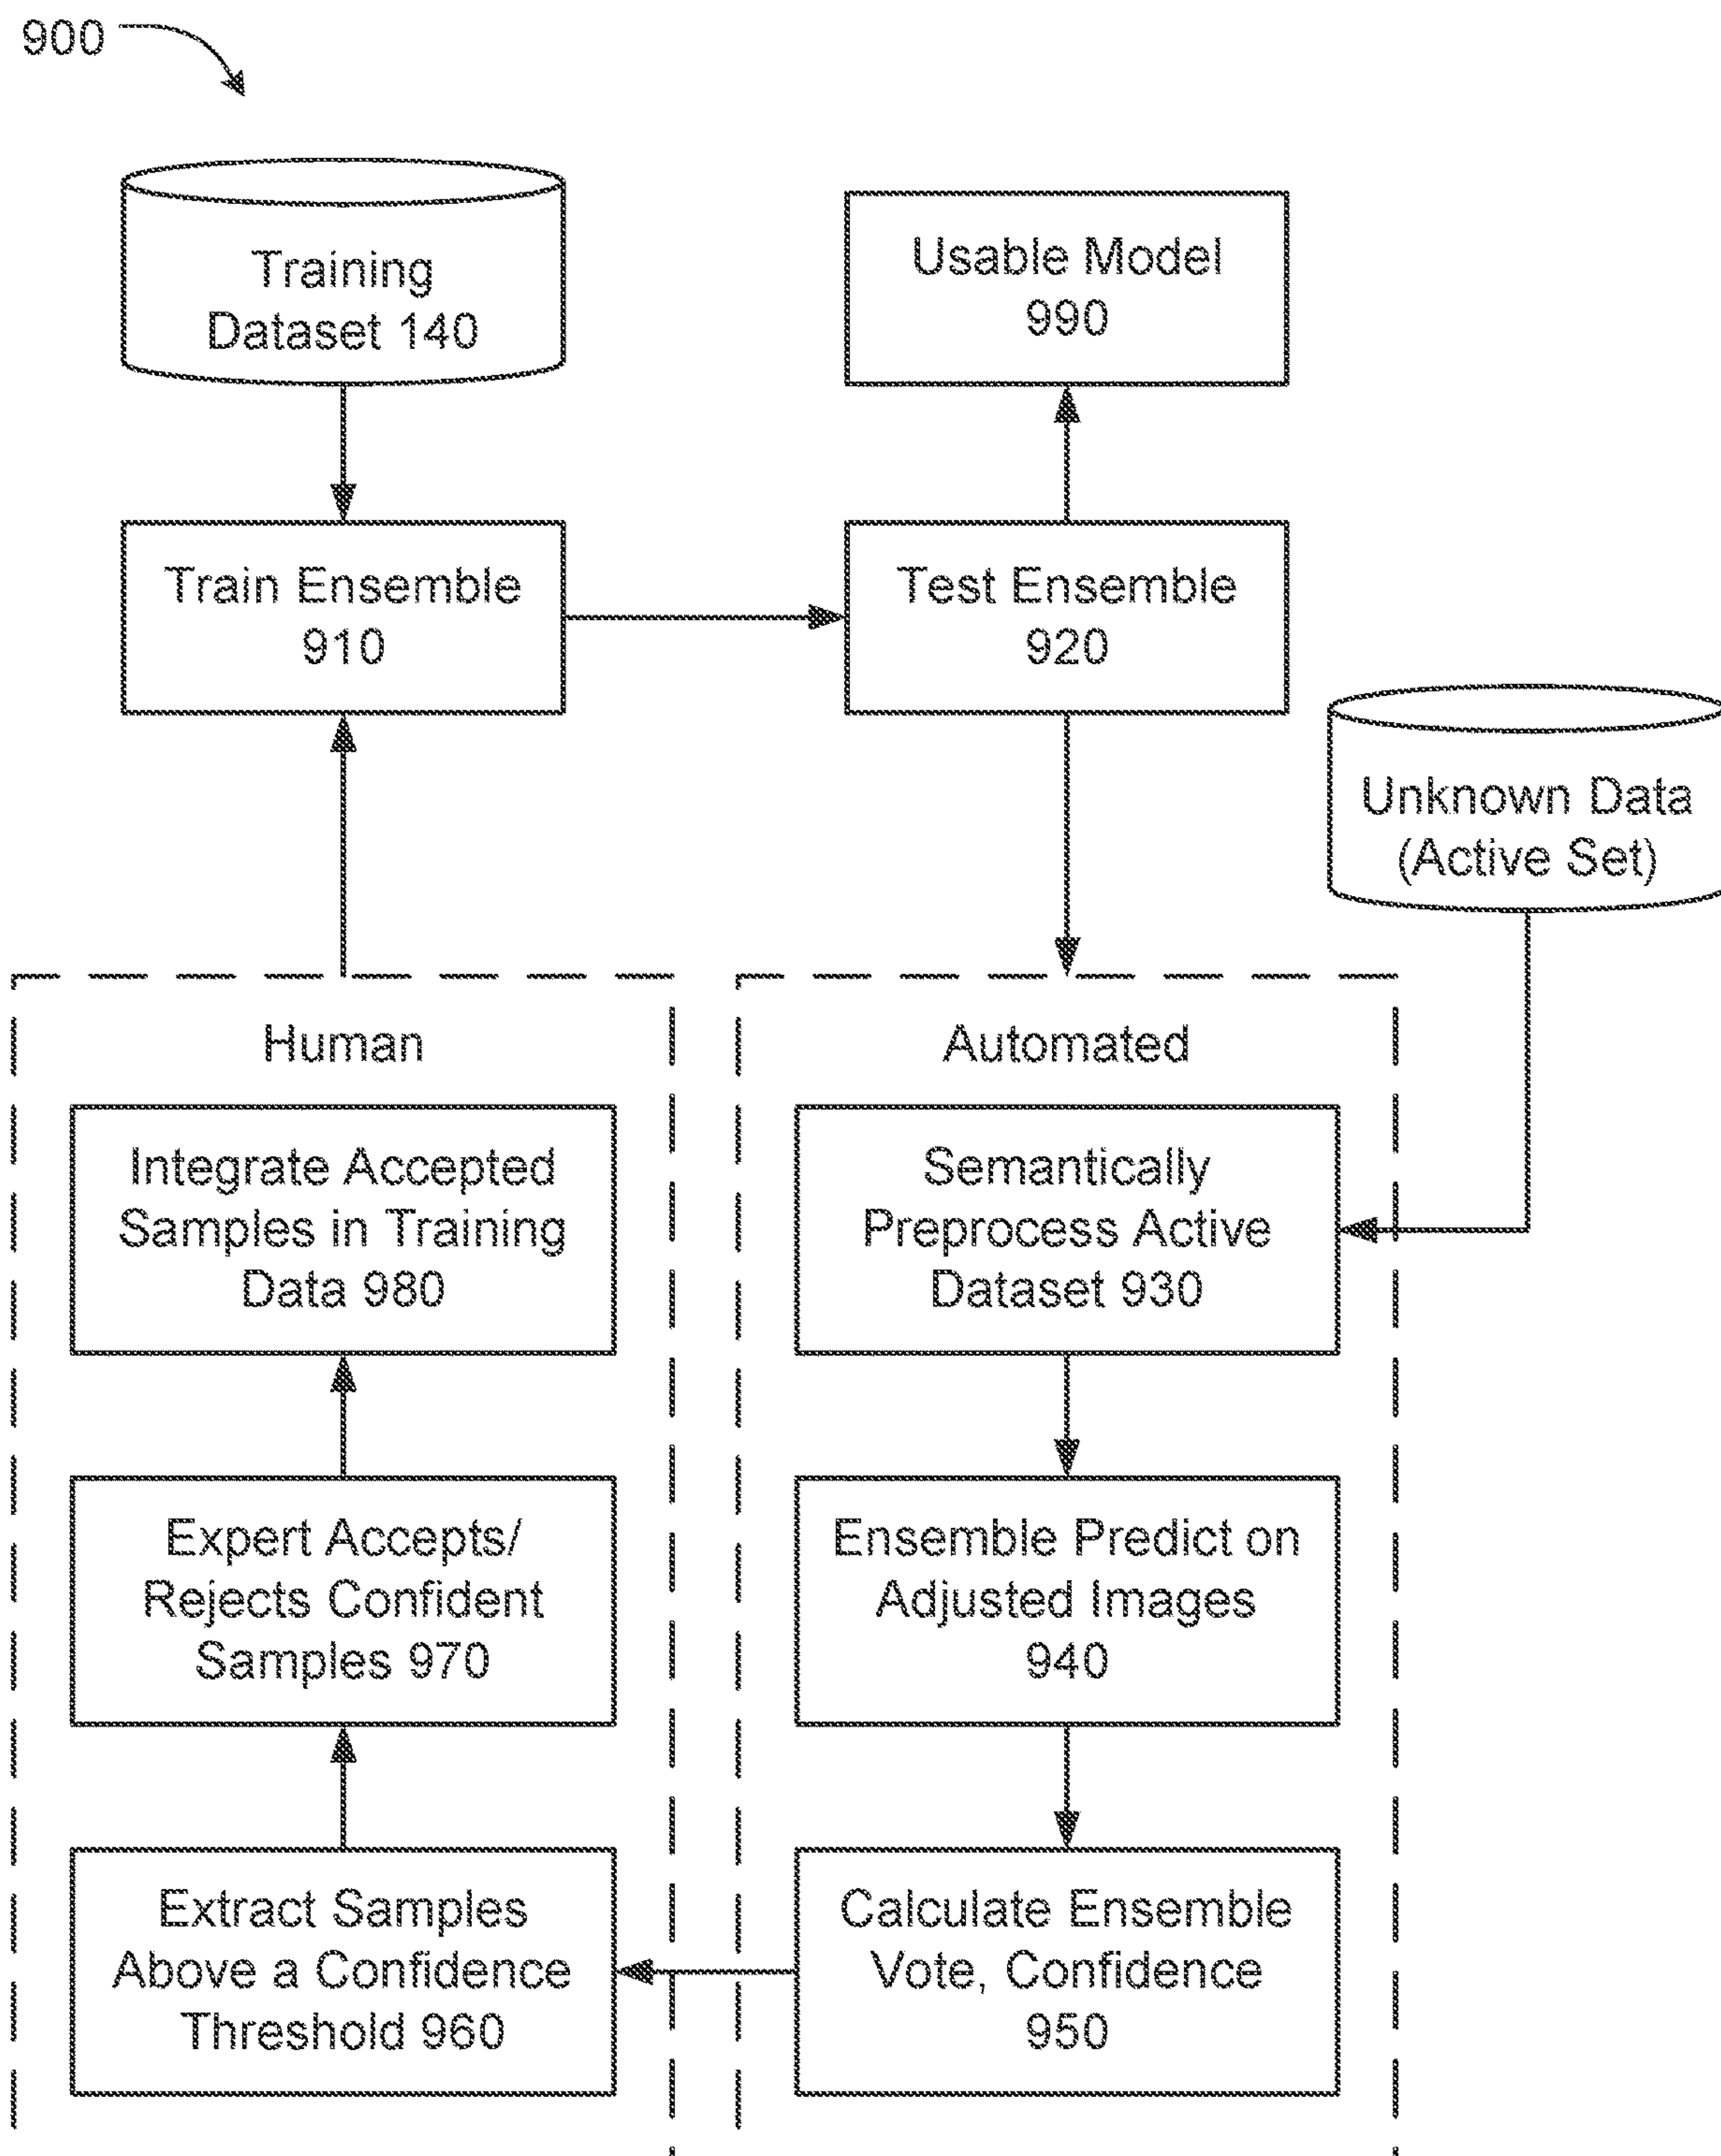 900
Training
Dataset 140
Usable Model
990
Train Ensemble
910
Test Ensemble
920
Unknown Data
(Active Set)
Human
Automated
Integrate Accepted
Samples in Training
Data 980
Semantically
Preprocess Active
Dataset 930
Expert Accepts/
Rejects Confident
Samples 970
Ensemble Predict on
Adjusted Images
940
Extract Samples
Above a Confidence
Threshold 960
Calculate Ensemble
Vote, Confidence
950